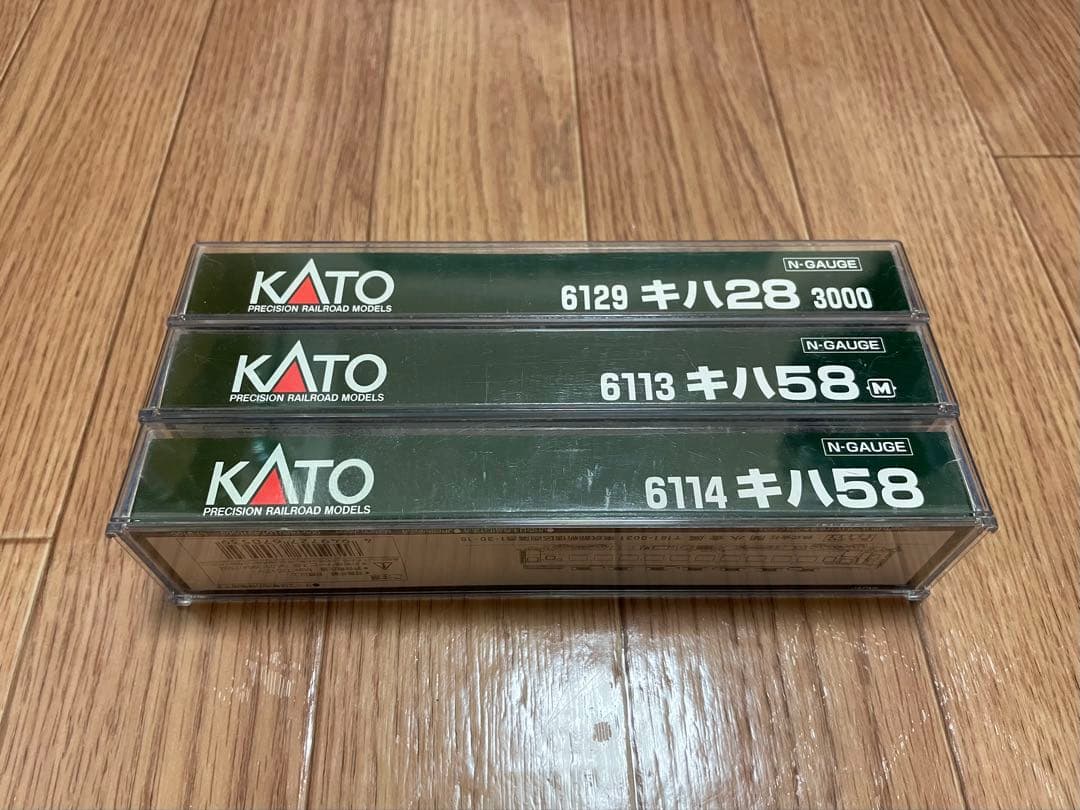 KATO
PRECISION RAILROAD MODELS
N-GAUGE
6129 キハ28 3000
KATO
PRECISION RAILROAD MODELS
N-GAUGE
6113 キハ58 M
KATO
PRECISION RAILROAD MODELS
N-GAUGE
6114 キハ58